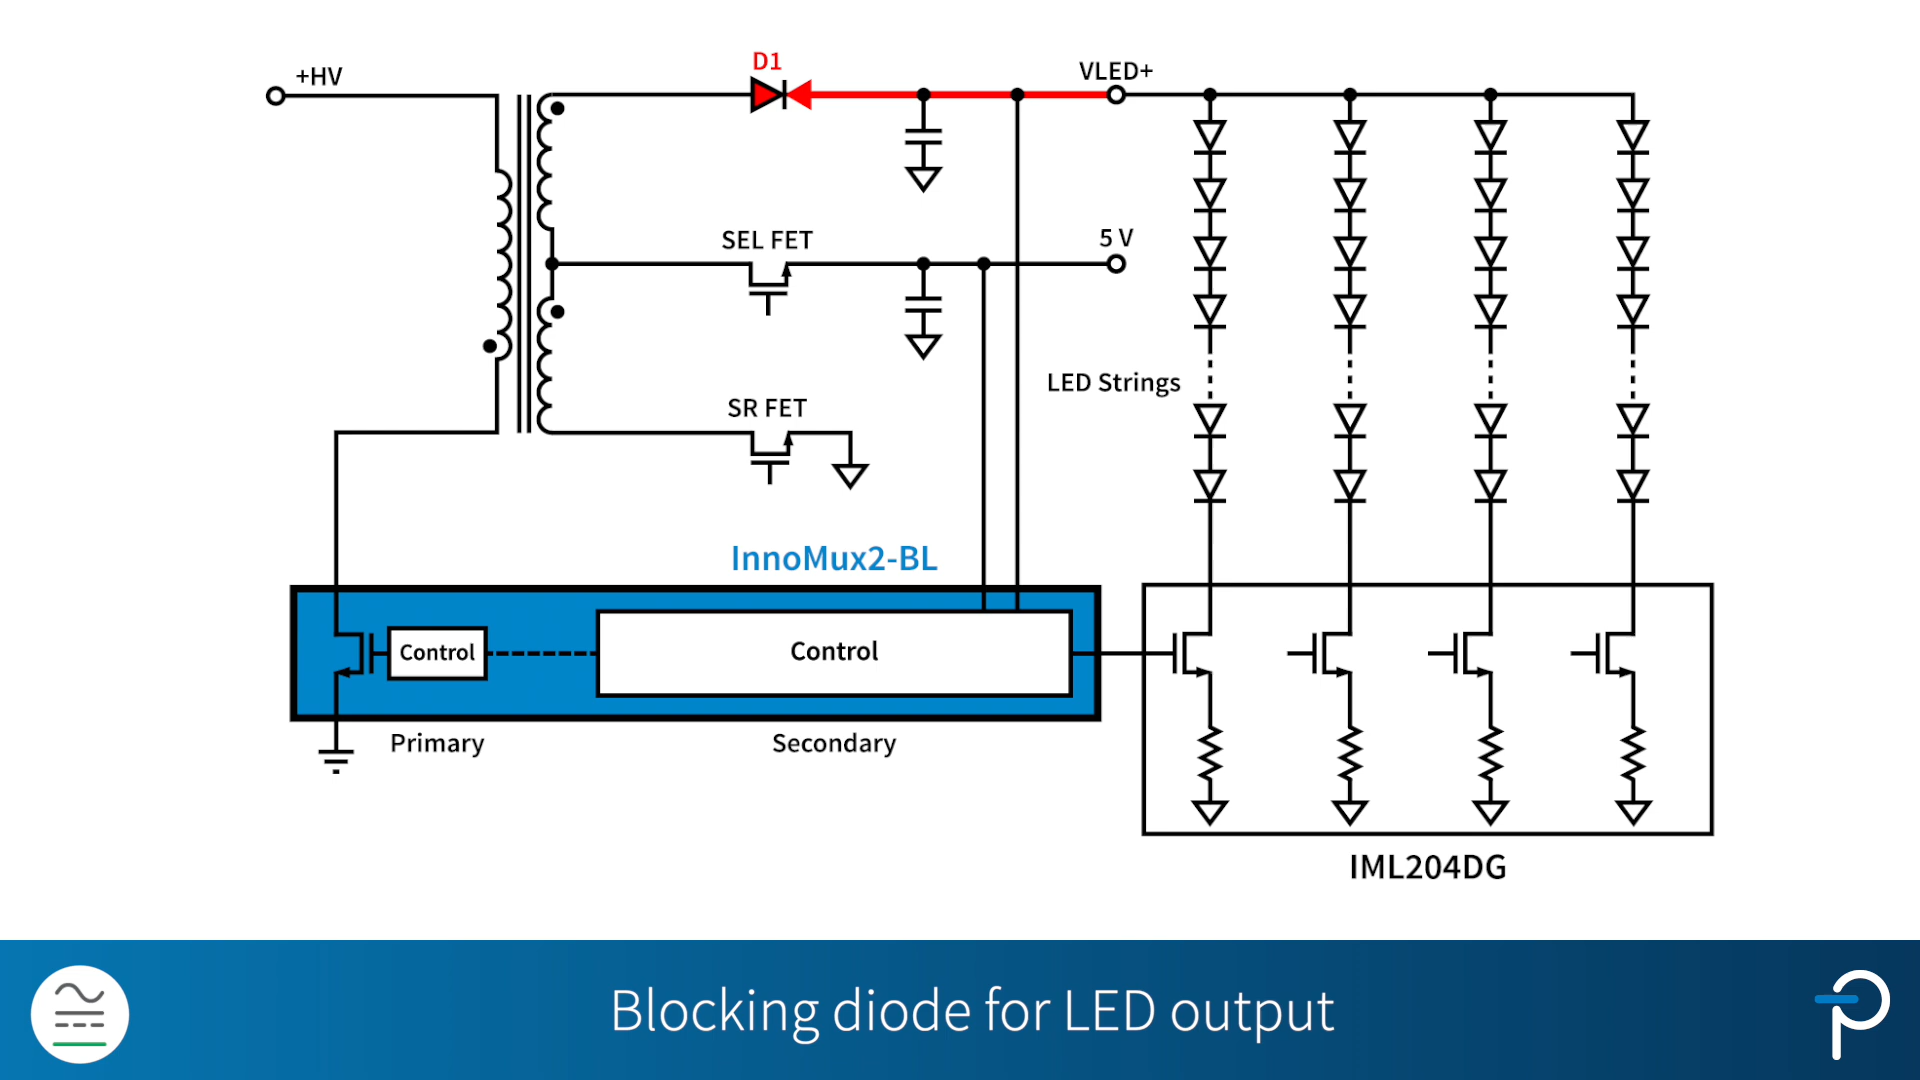 D1
+HV
VLED+
SEL FET
5 V
LED Strings
SR FET
InnoMux2-BL
Control
Control
Primary
Secondary
IML204DG
Blocking diode for LED output